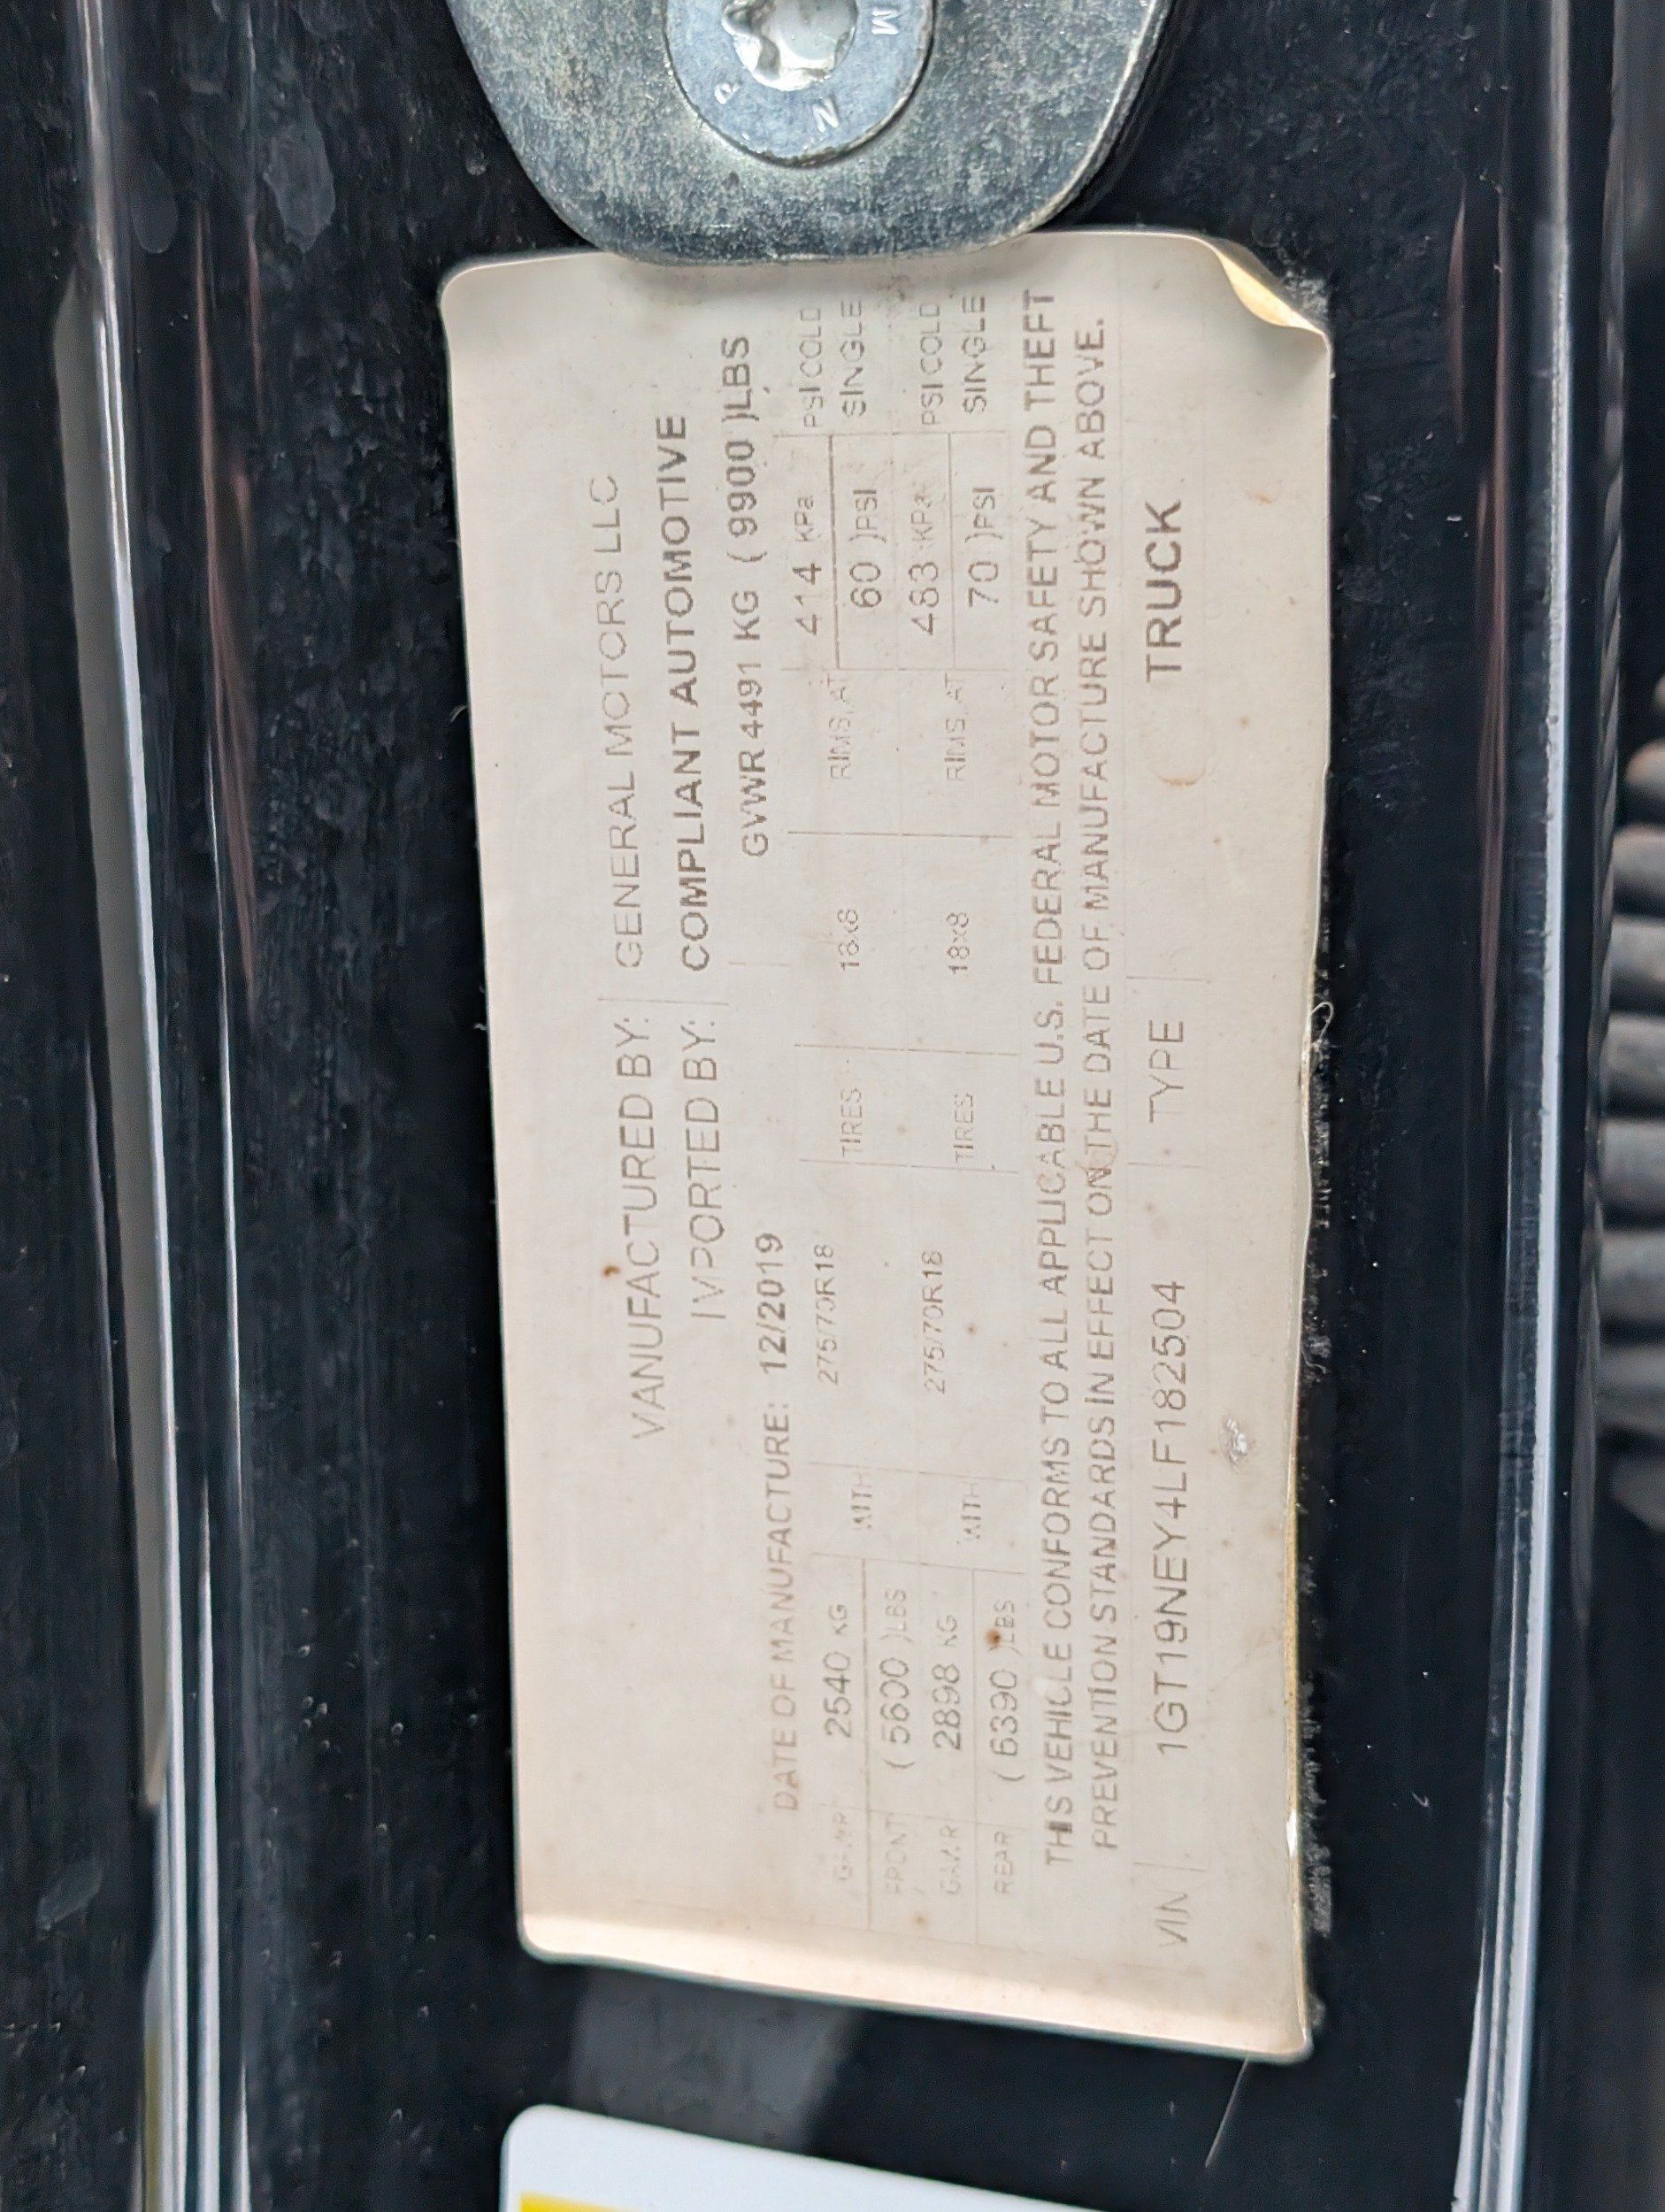 MANUFACTURED BY: GENERAL MOTORS LLC
IMPORTED BY: COMPLIANT AUTOMOTIVE
DATE OF MANUFACTURE: 12/2019 GVWR 4491 KG ( 9900 )LBS
GAWR 2540 KG WITH 275/70R18 TIRES 18x8 RIMS, AT 414 KPa PSI COLD
FRONT ( 5600 )LBS 60 )PSI SINGLE
GAWR 2898 KG WITH 275/70R18 TIRES 18x8 RIMS, AT 483 KPa PSI COLD
REAR ( 6390 )LBS 70 )PSI SINGLE
THIS VEHICLE CONFORMS TO ALL APPLICABLE U.S. FEDERAL MOTOR SAFETY AND THEFT
PREVENTION STANDARDS IN EFFECT ON THE DATE OF MANUFACTURE SHOWN ABOVE.
VIN 1GT19NEY4LF182504 TYPE TRUCK